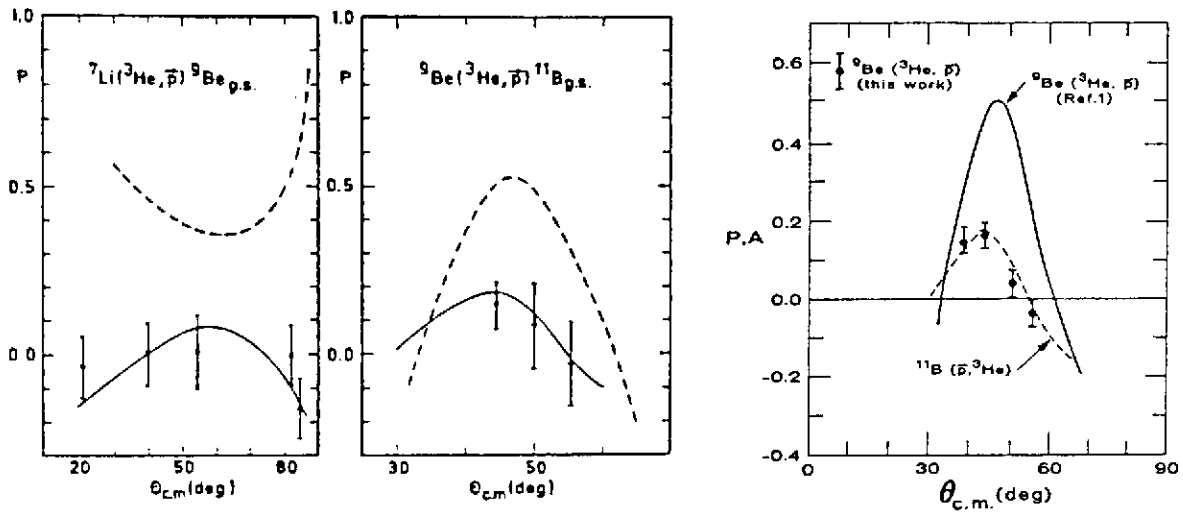 1.0
P
0.5
0.0
⁷Li(³He,p⃗)⁹Be g.s.
20
50
80
θc.m(deg)
1.0
P
0.5
0.0
⁹Be(³He,p⃗)¹¹B g.s.
30
50
θc.m(deg)
0.6
0.4
0.2
0.0
-0.2
-0.4
P,A
⁹Be (³He, p⃗)
(this work)
⁹Be (³He, p⃗)
(Ref.1)
¹¹B (p⃗,³He)
0
30
60
90
θc.m.(deg)